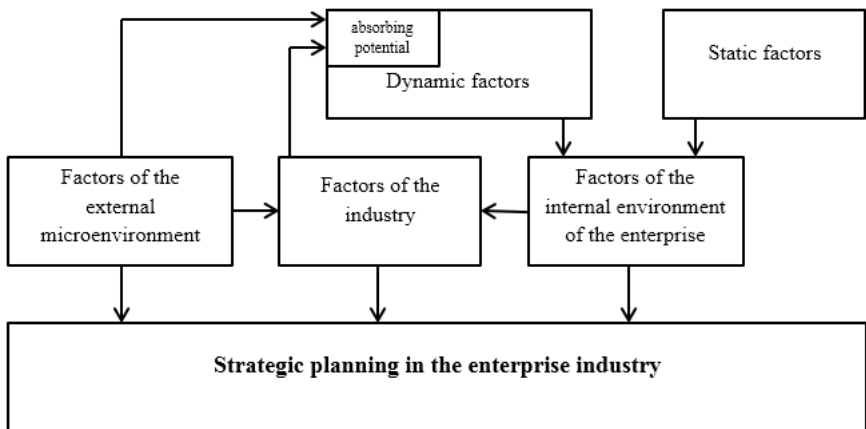 absorbing
potential
Dynamic factors
Static factors
Factors of the
external
microenvironment
Factors of the
industry
Factors of the
internal environment
of the enterprise
Strategic planning in the enterprise industry